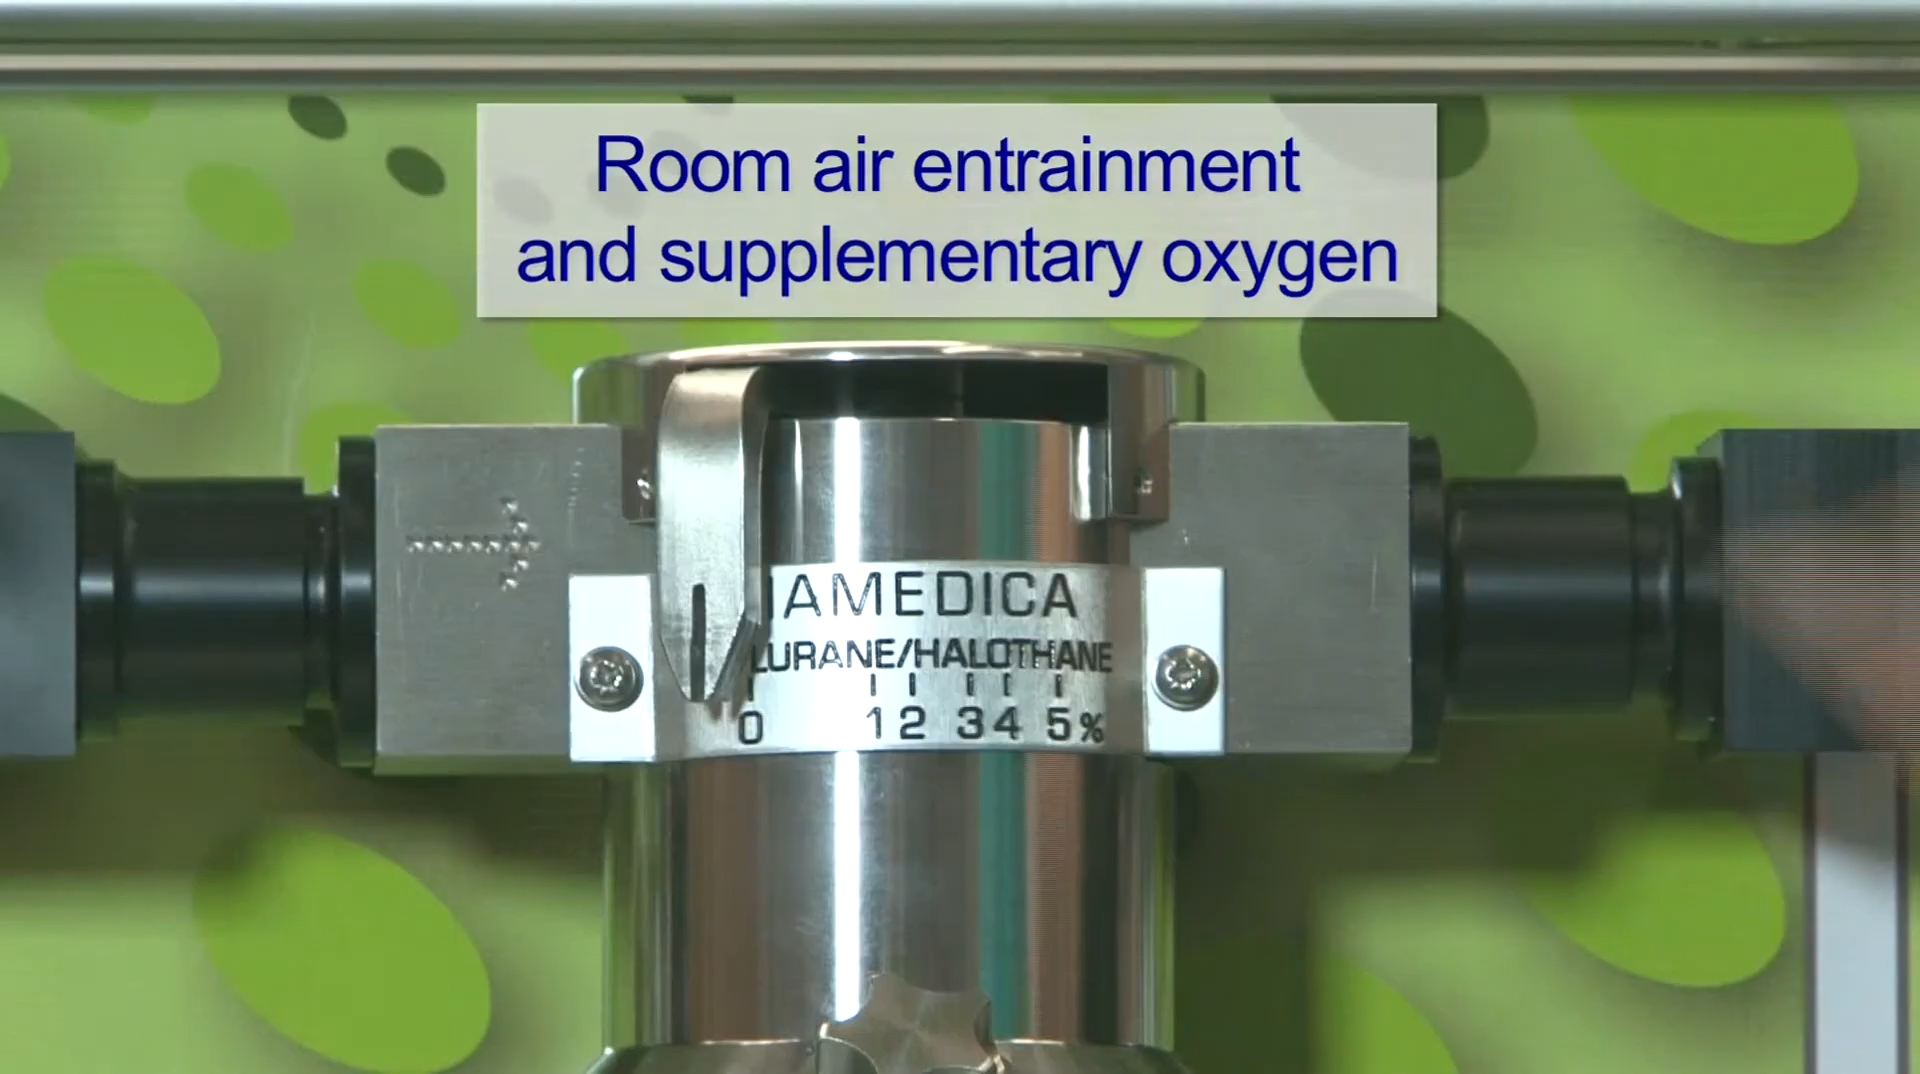 Room air entrainment
and supplementary oxygen
IAMEDICA
LURANE/HALOTHANE
0 1 2 3 4 5%